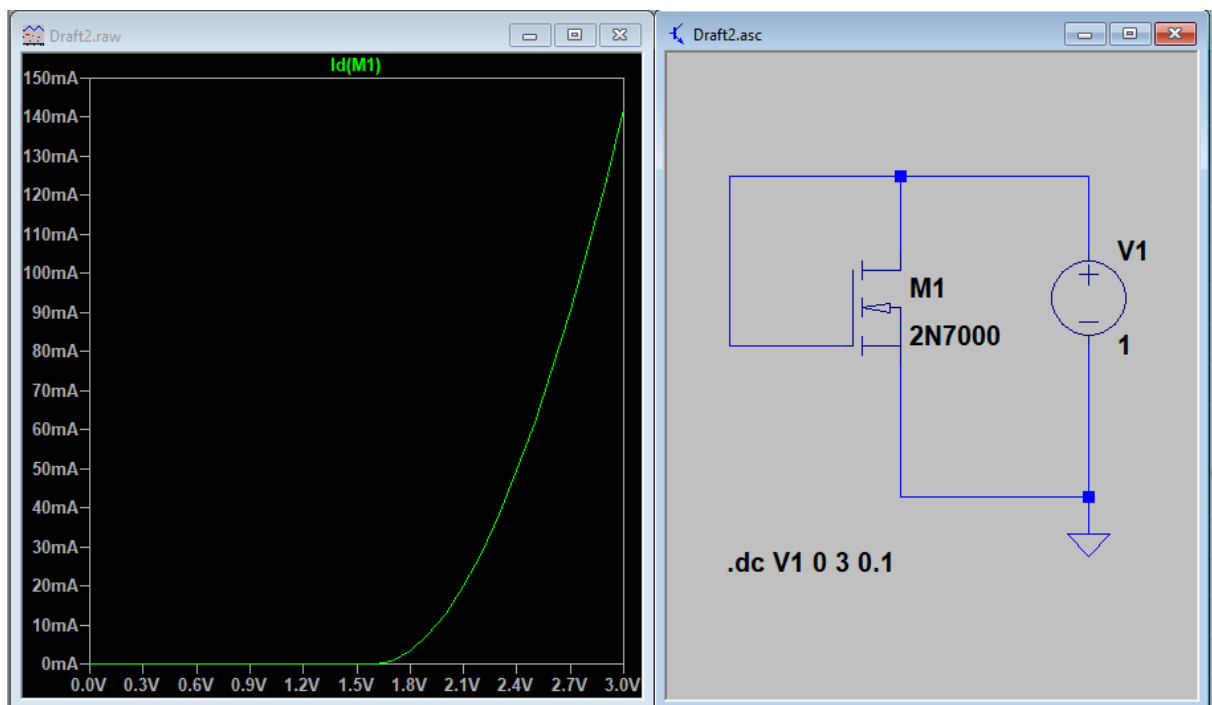 Draft2.raw
Id(M1)
150mA
140mA
130mA
120mA
110mA
100mA
90mA
80mA
70mA
60mA
50mA
40mA
30mA
20mA
10mA
0mA
0.0V 0.3V 0.6V 0.9V 1.2V 1.5V 1.8V 2.1V 2.4V 2.7V 3.0V
Draft2.asc
V1
M1
2N7000
1
.dc V1 0 3 0.1